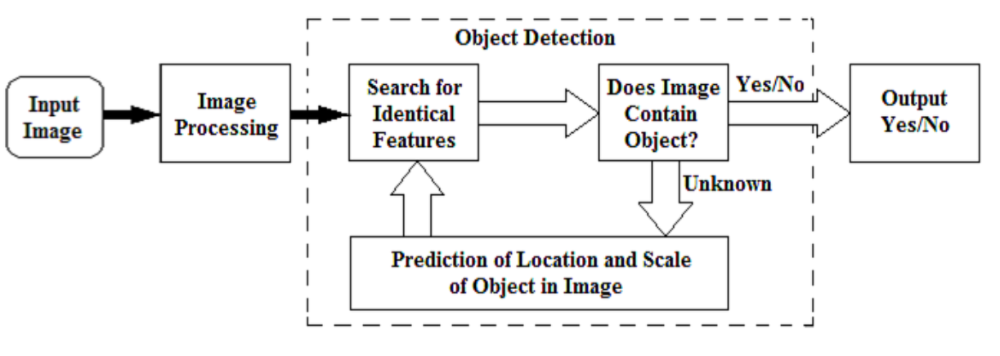 Object Detection
Input
Image
Image
Processing
Search for
Identical
Features
Does Image
Contain
Object?
Yes/No
Output
Yes/No
Unknown
Prediction of Location and Scale
of Object in Image